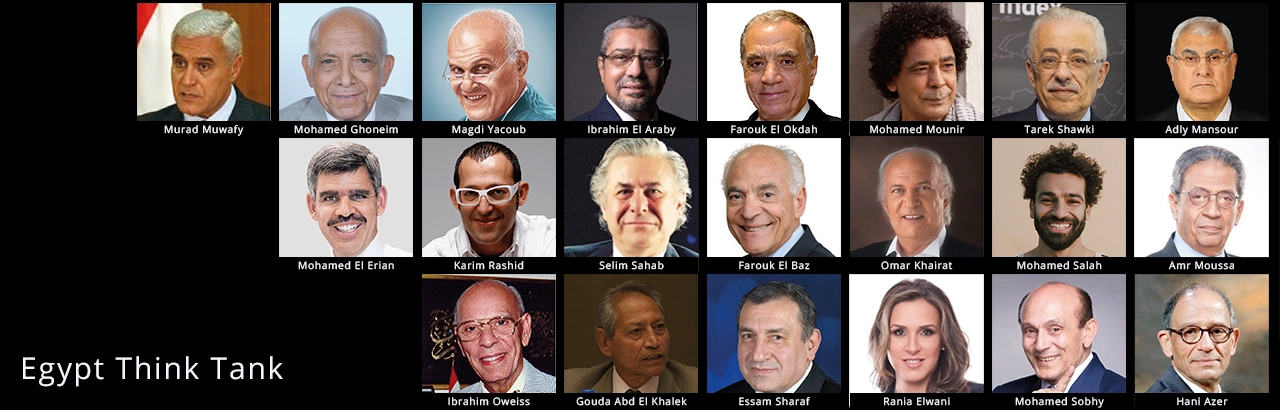 Index
Murad Muwafy
Mohamed Ghoneim
Magdi Yacoub
Ibrahim El Araby
Farouk El Okdah
Mohamed Mounir
Tarek Shawki
Adly Mansour
Mohamed El Erian
Karim Rashid
Selim Sahab
Farouk El Baz
Omar Khairat
Mohamed Salah
Amr Moussa
Egypt Think Tank
Ibrahim Oweiss
Gouda Abd El Khalek
Essam Sharaf
Rania Elwani
Mohamed Sobhy
Hani Azer